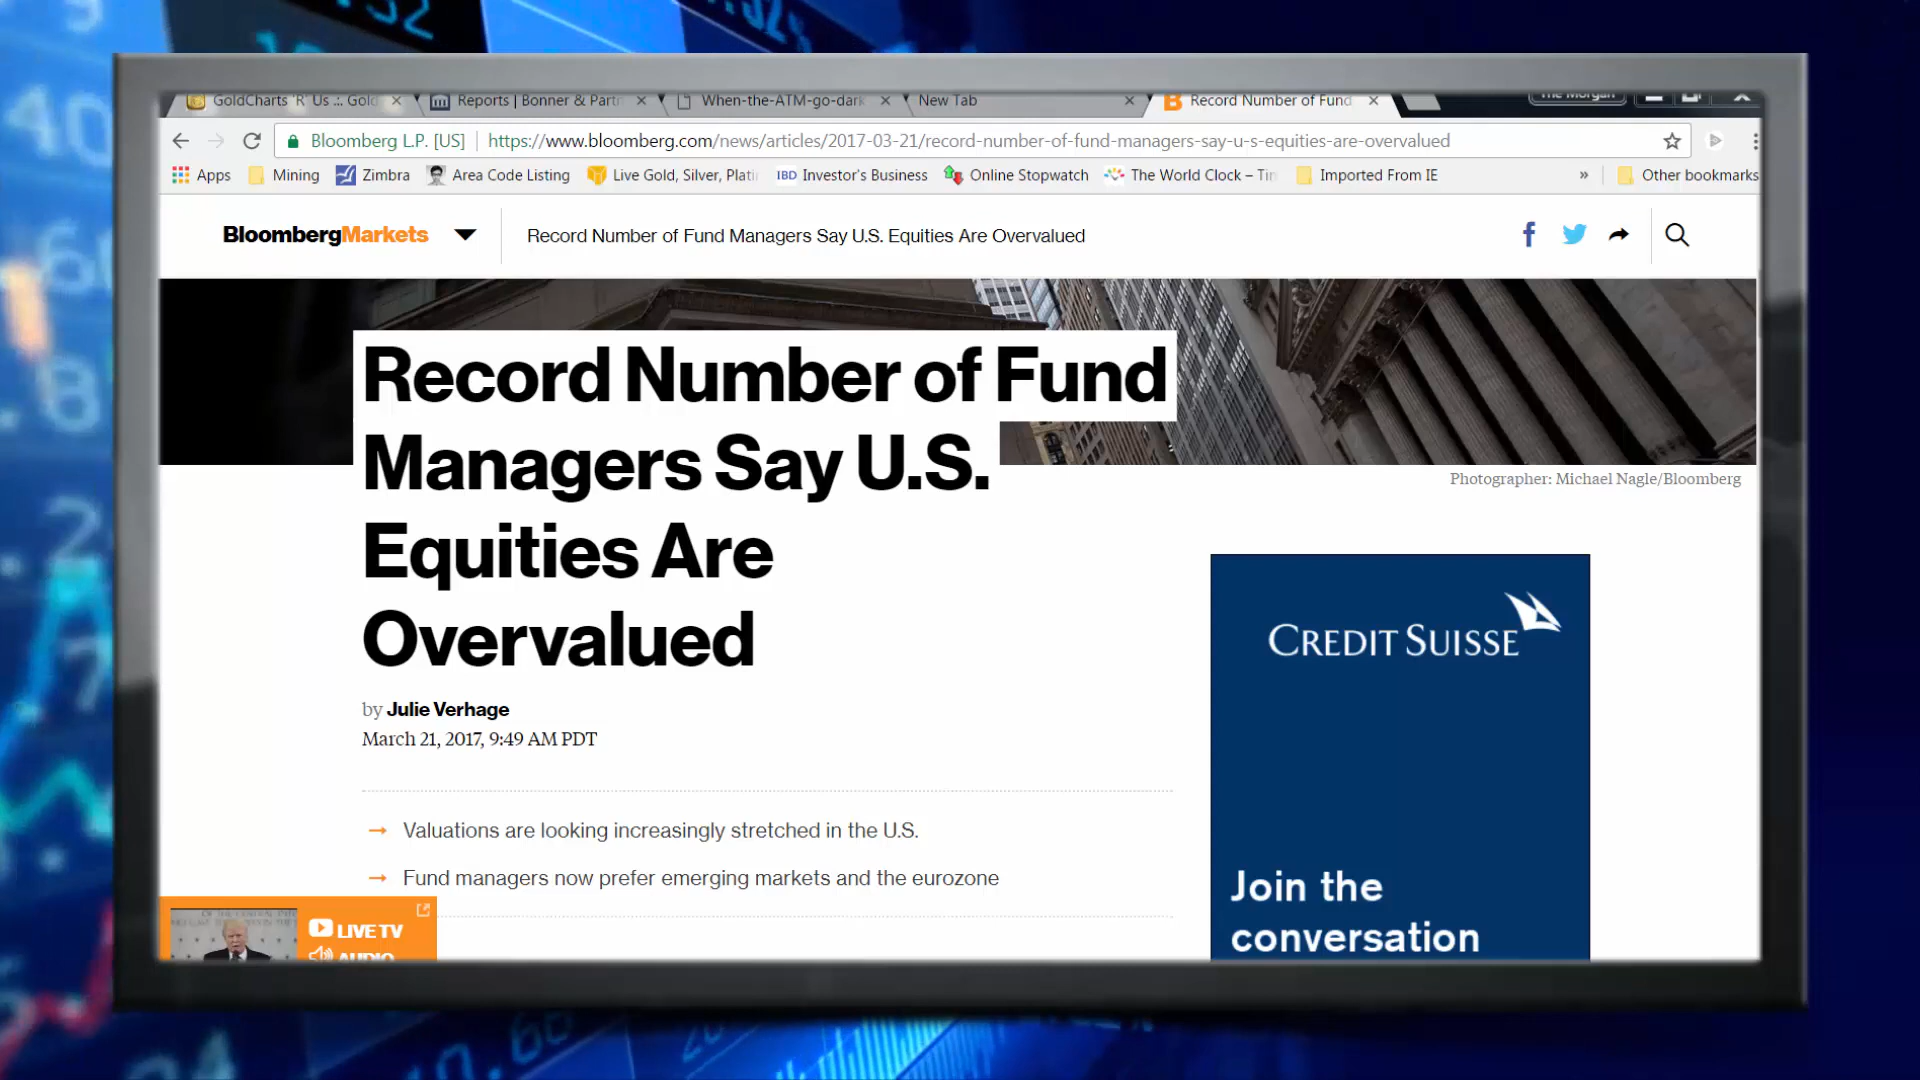 GoldCharts 'R' Us .:. Gold
Reports | Bonner & Partn
When-the-ATM-go-dark
New Tab
Record Number of Fund
The Morgan
Bloomberg L.P. [US]
https://www.bloomberg.com/news/articles/2017-03-21/record-number-of-fund-managers-say-u-s-equities-are-overvalued
Apps
Mining
Zimbra
Area Code Listing
Live Gold, Silver, Plati
IBD Investor's Business
Online Stopwatch
The World Clock – Tim
Imported From IE
»
Other bookmarks
BloombergMarkets
Record Number of Fund Managers Say U.S. Equities Are Overvalued
Record Number of Fund
Managers Say U.S.
Equities Are
Overvalued
Photographer: Michael Nagle/Bloomberg
by Julie Verhage
March 21, 2017, 9:49 AM PDT
→ Valuations are looking increasingly stretched in the U.S.
→ Fund managers now prefer emerging markets and the eurozone
LIVE TV
AUDIO
CREDIT SUISSE
Join the
conversation